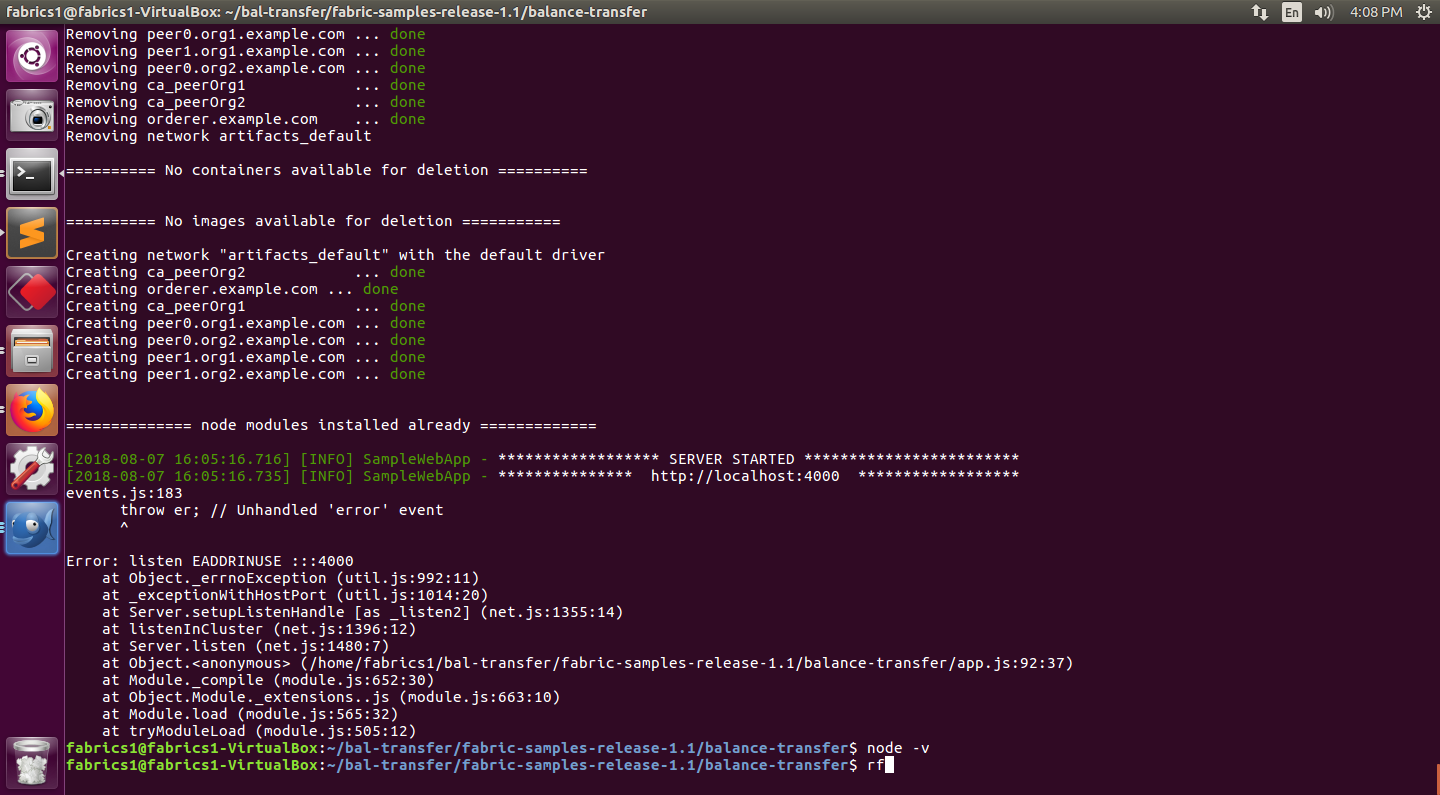 fabrics1@fabrics1-VirtualBox: ~/bal-transfer/fabric-samples-release-1.1/balance-transfer
En
4:08 PM
Removing peer0.org1.example.com ... done
Removing peer1.org1.example.com ... done
Removing peer0.org2.example.com ... done
Removing ca_peerOrg1            ... done
Removing ca_peerOrg2            ... done
Removing orderer.example.com    ... done
Removing network artifacts_default
========== No containers available for deletion ==========
========== No images available for deletion ===========
Creating network "artifacts_default" with the default driver
Creating ca_peerOrg2            ... done
Creating orderer.example.com ... done
Creating ca_peerOrg1            ... done
Creating peer0.org1.example.com ... done
Creating peer0.org2.example.com ... done
Creating peer1.org1.example.com ... done
Creating peer1.org2.example.com ... done
============== node modules installed already =============
[2018-08-07 16:05:16.716] [INFO] SampleWebApp - ****************** SERVER STARTED ************************
[2018-08-07 16:05:16.735] [INFO] SampleWebApp - ***************  http://localhost:4000  ******************
events.js:183
      throw er; // Unhandled 'error' event
      ^
Error: listen EADDRINUSE :::4000
    at Object._errnoException (util.js:992:11)
    at _exceptionWithHostPort (util.js:1014:20)
    at Server.setupListenHandle [as _listen2] (net.js:1355:14)
    at listenInCluster (net.js:1396:12)
    at Server.listen (net.js:1480:7)
    at Object.<anonymous> (/home/fabrics1/bal-transfer/fabric-samples-release-1.1/balance-transfer/app.js:92:37)
    at Module._compile (module.js:652:30)
    at Object.Module._extensions..js (module.js:663:10)
    at Module.load (module.js:565:32)
    at tryModuleLoad (module.js:505:12)
fabrics1@fabrics1-VirtualBox:~/bal-transfer/fabric-samples-release-1.1/balance-transfer$ node -v
fabrics1@fabrics1-VirtualBox:~/bal-transfer/fabric-samples-release-1.1/balance-transfer$ rf